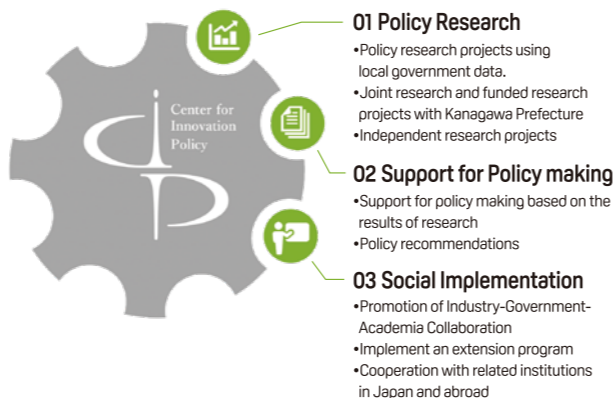 Center for
Innovation
Policy
01 Policy Research
•Policy research projects using
local government data.
•Joint research and funded research
projects with Kanagawa Prefecture
•Independent research projects
02 Support for Policy making
•Support for policy making based on the
results of research
•Policy recommendations
03 Social Implementation
•Promotion of Industry-Government-
Academia Collaboration
•Implement an extension program
•Cooperation with related institutions
in Japan and abroad